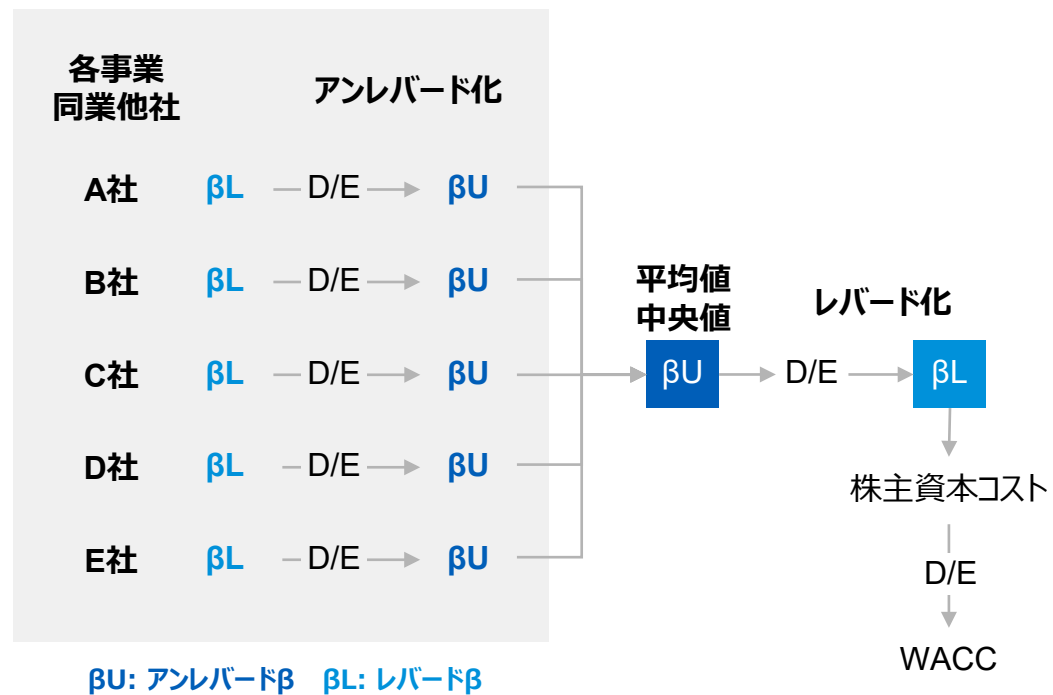 各事業
同業他社
アンレバード化
A社 βL D/E βU
B社 βL D/E βU
C社 βL D/E βU
D社 βL D/E βU
E社 βL D/E βU
平均値
中央値
βU
D/E
レバード化
βL
株主資本コスト
D/E
WACC
βU: アンレバードβ βL: レバードβ